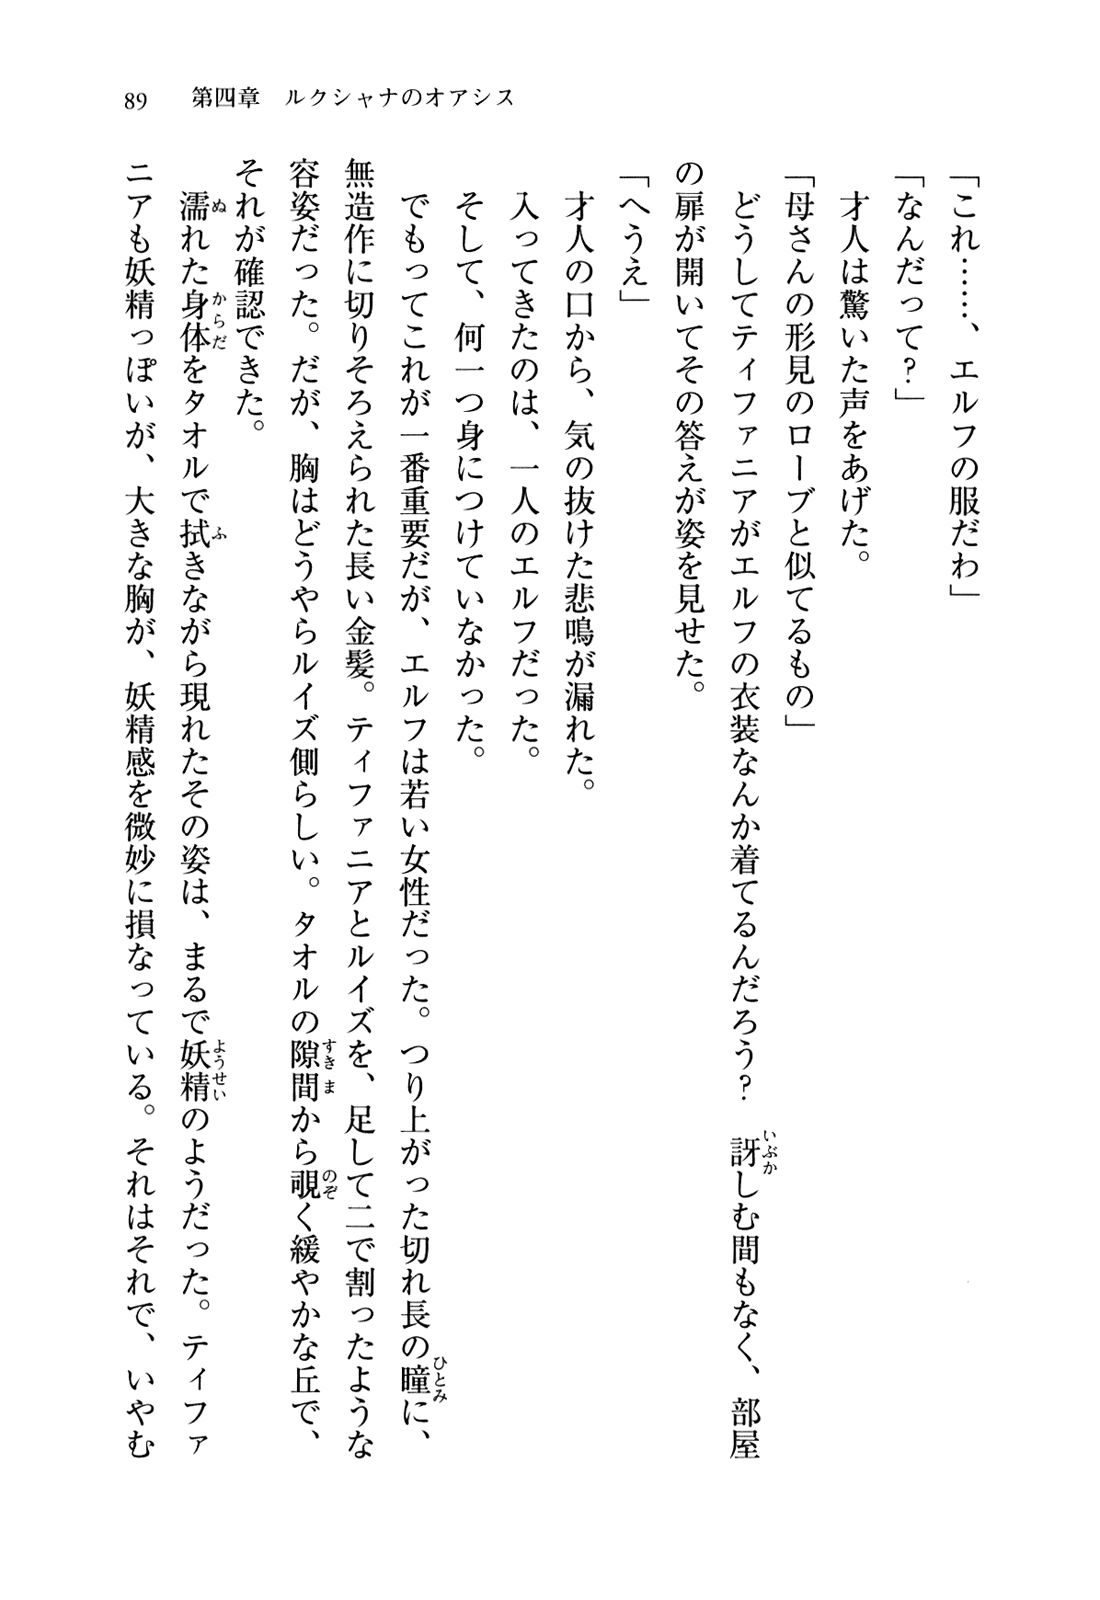 89　第四章　ルクシャナのオアシス
「これ……、エルフの服だわ」
「なんだって？」
　才人は驚いた声をあげた。
「母さんの形見のローブと似てるもの」
　どうしてティファニアがエルフの衣装なんか着てるんだろう？　訝しむ間もなく、部屋
の扉が開いてその答えが姿を見せた。
「へうえ」
　才人の口から、気の抜けた悲鳴が漏れた。
　入ってきたのは、一人のエルフだった。
　そして、何一つ身につけていなかった。
　でもってこれが一番重要だが、エルフは若い女性だった。つり上がった切れ長の瞳に、
無造作に切りそろえられた長い金髪。ティファニアとルイズを、足して二で割ったような
容姿だった。だが、胸はどうやらルイズ側らしい。タオルの隙間から覗く緩やかな丘で、
それが確認できた。
　濡れた身体をタオルで拭きながら現れたその姿は、まるで妖精のようだった。ティファ
ニアも妖精っぽいが、大きな胸が、妖精感を微妙に損なっている。それはそれで、いやむ